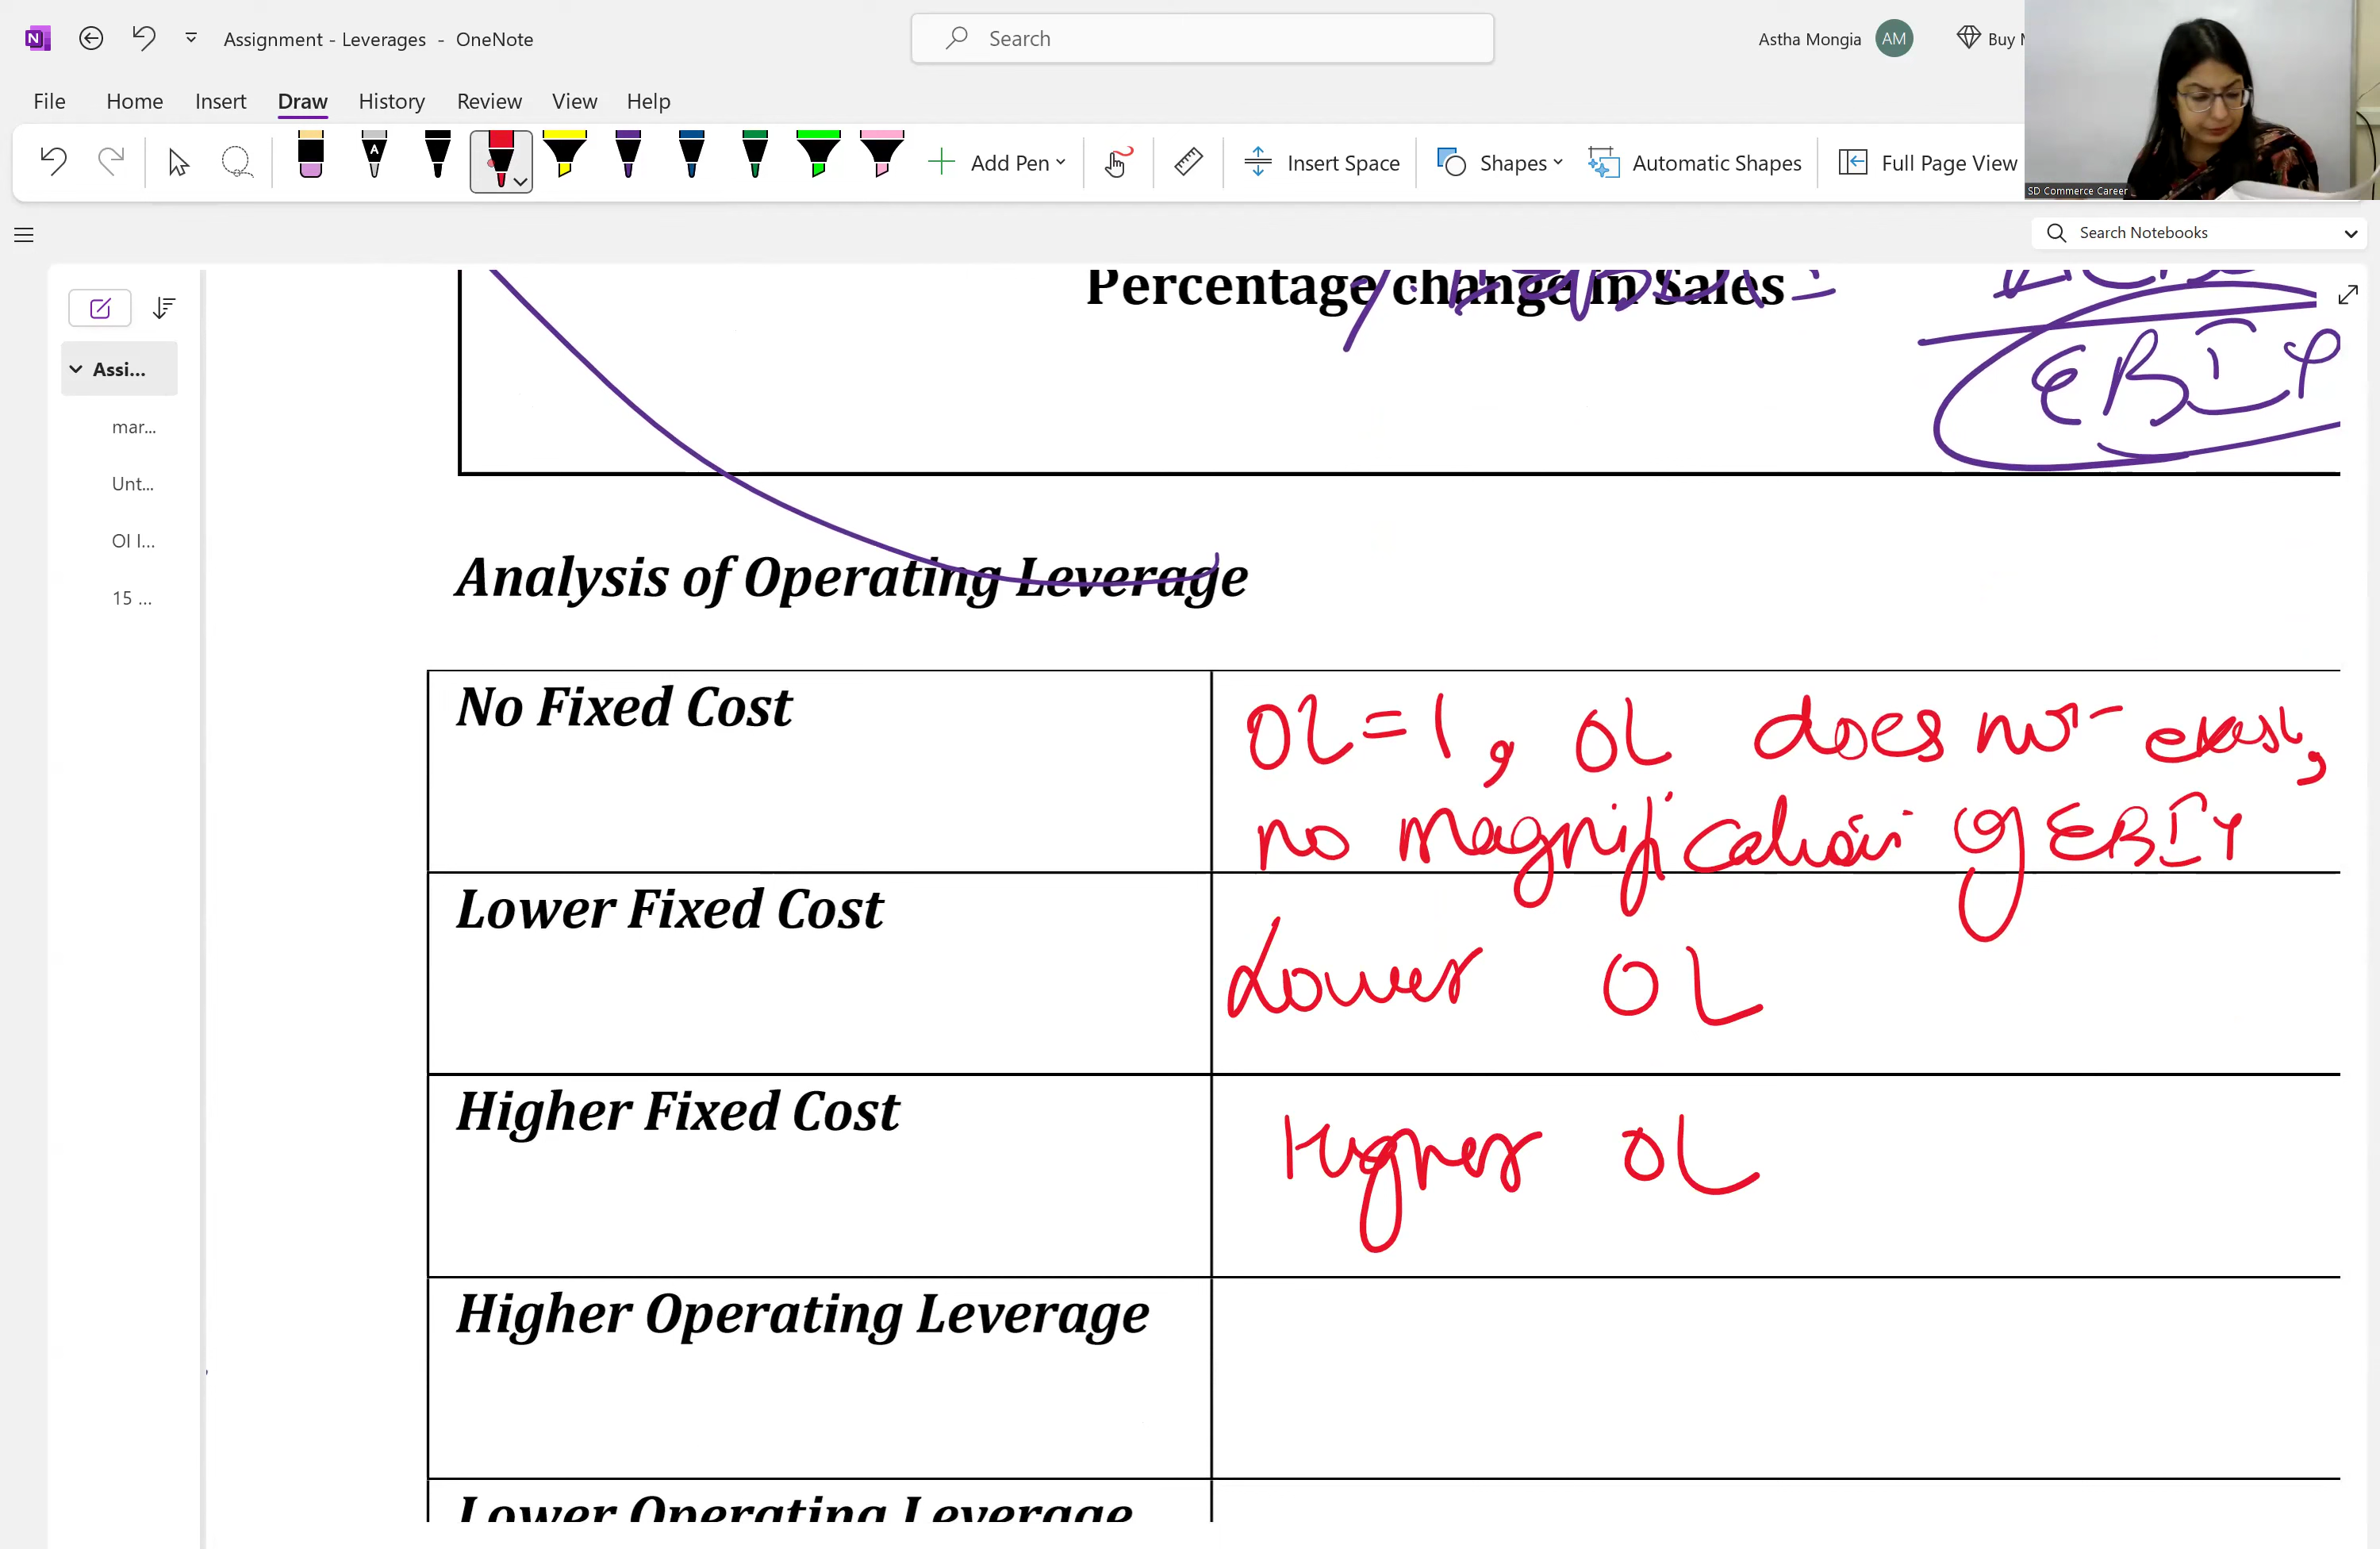 Assignment - Leverages - OneNote
Search
Astha Mongia AM
Buy
File Home Insert Draw History Review View Help
Add Pen
Insert Space
Shapes
Automatic Shapes
Full Page View
SD Commerce Career
Search Notebooks
Assi...
mar...
Unt...
OI I...
15 ...
Percentage change in Sales
EBIT
Analysis of Operating Leverage
No Fixed Cost
OL = 1, OL does not exist,
no magnification of EBIT
Lower Fixed Cost
Lower OL
Higher Fixed Cost
Higher OL
Higher Operating Leverage
Lower Operating Leverage